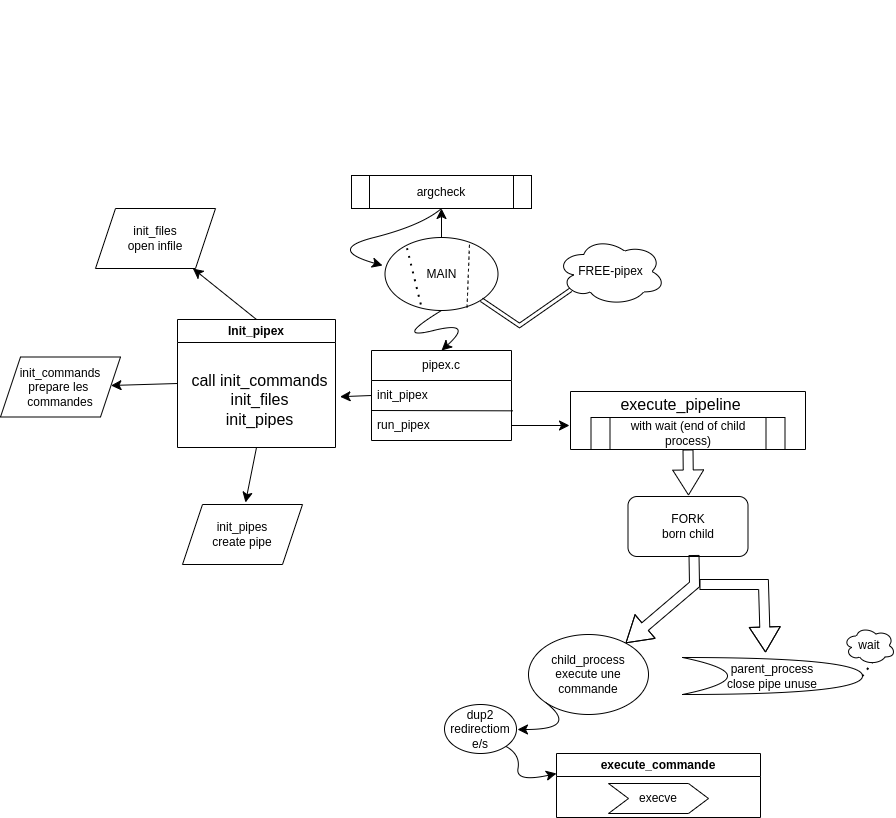 argcheck
init_files
open infile
MAIN
FREE-pipex
Init_pipex
call init_commands
init_files
init_pipes
init_commands
prepare les
commandes
pipex.c
init_pipex
run_pipex
execute_pipeline
with wait (end of child
process)
init_pipes
create pipe
FORK
born child
child_process
execute une
commande
wait
parent_process
close pipe unuse
dup2
redirectiom
e/s
execute_commande
execve